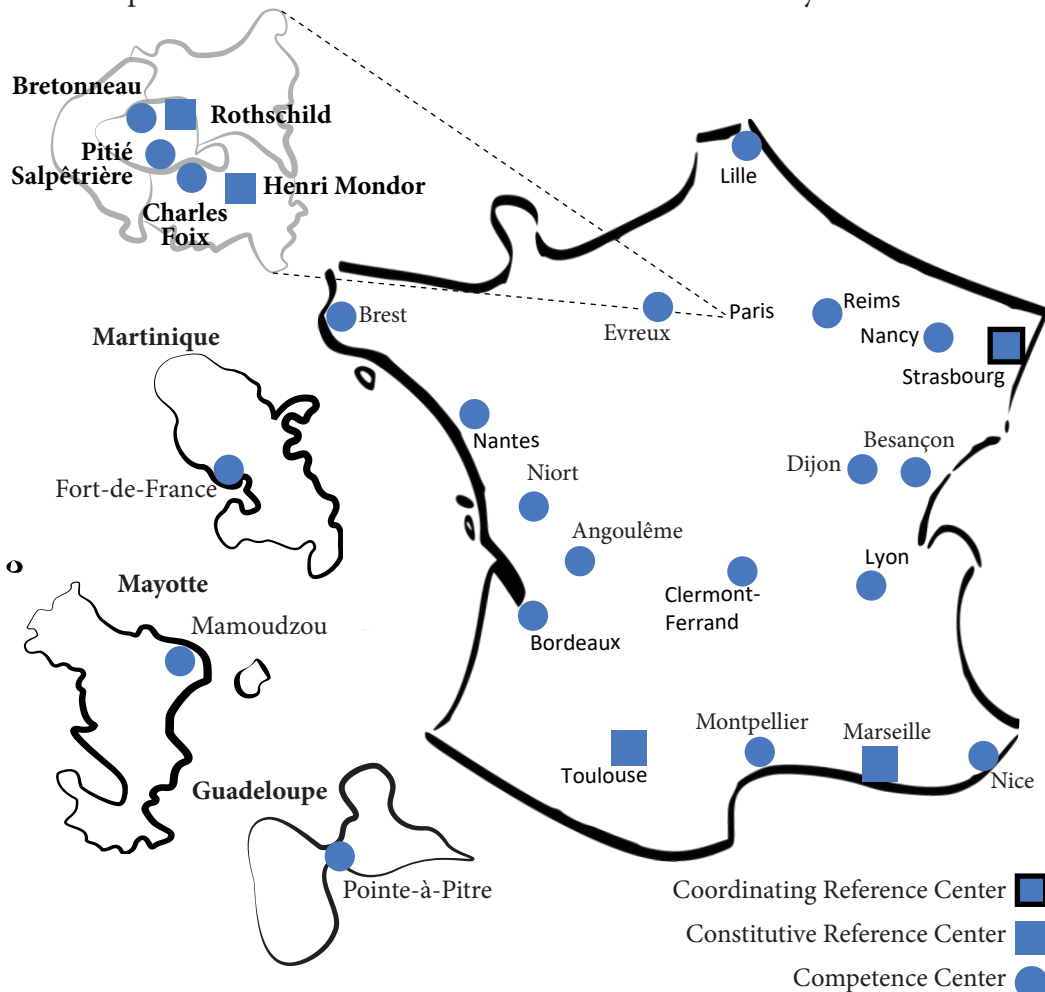 Bretonneau
Rothschild
Pitié
Salpêtrière
Henri Mondor
Charles
Foix
Lille
Brest
Evreux
Paris
Reims
Nancy
Strasbourg
Martinique
Fort-de-France
Nantes
Niort
Angoulême
Dijon
Besançon
Lyon
Clermont-
Ferrand
Bordeaux
Mayotte
Mamoudzou
Toulouse
Montpellier
Marseille
Nice
Guadeloupe
Pointe-à-Pitre
Coordinating Reference Center
Constitutive Reference Center
Competence Center